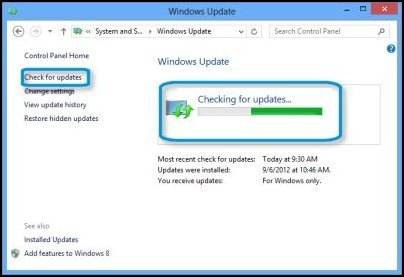 Windows Update
System and S...
Windows Update
Search Control Panel
Control Panel Home
Check for updates
Change settings
View update history
Restore hidden updates
Windows Update
Checking for updates...
Most recent check for updates: Today at 9:30 AM
Updates were installed: 9/6/2012 at 10:46 AM.
You receive updates: For Windows only.
See also
Installed Updates
Add features to Windows 8